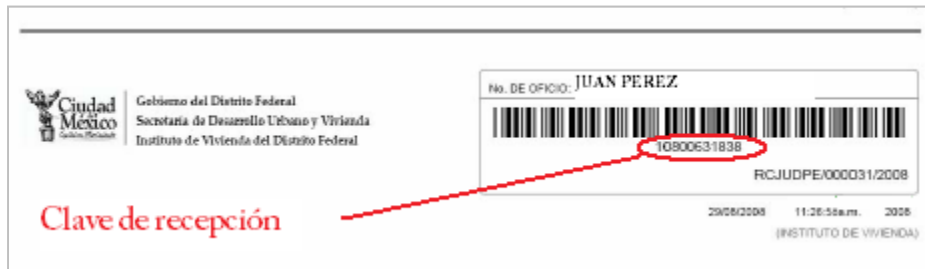 No. DE OFICIO: JUAN PEREZ
Ciudad
México
Gobierno del Distrito Federal
Secretaría de Desarrollo Urbano y Vivienda
Instituto de Vivienda del Distrito Federal
10800631838
RCJUDPE/000031/2008
Clave de recepción
29/08/2008 11:26:56a.m. 2008
(INSTITUTO DE VIVIENDA)